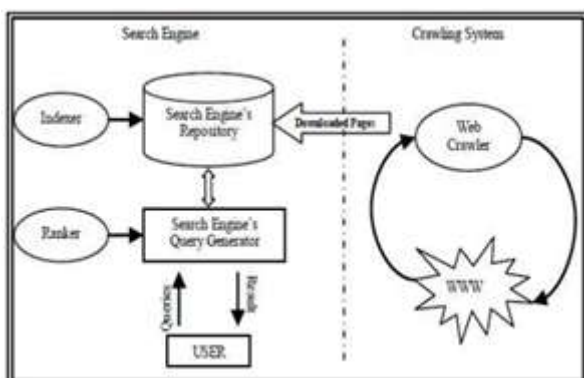 Search Engine
Crawling System
Indexer
Search Engine's
Repository
Downloaded Pages
Web
Crawler
Ranker
Search Engine's
Query Generator
WWW
Queries
Result
USER